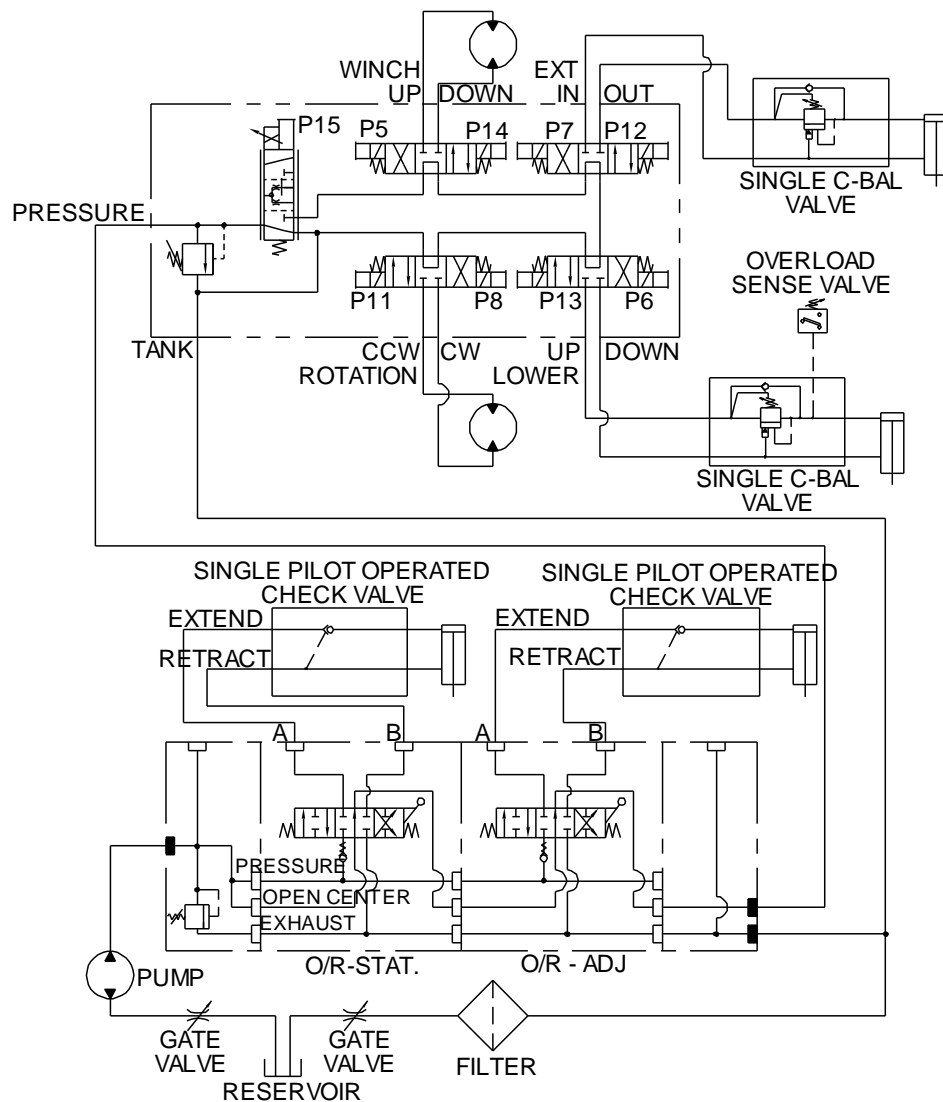 WINCH
UP DOWN
EXT
IN OUT
P15
P5
P14
P7
P12
PRESSURE
SINGLE C-BAL
VALVE
OVERLOAD
SENSE VALVE
P11
P8
P13
P6
TANK
CCW CW
ROTATION
UP DOWN
LOWER
SINGLE C-BAL
VALVE
SINGLE PILOT OPERATED
CHECK VALVE
SINGLE PILOT OPERATED
CHECK VALVE
EXTEND
EXTEND
RETRACT
RETRACT
A
B
A
B
PRESSURE
OPEN CENTER
EXHAUST
O/R-STAT.
O/R - ADJ
PUMP
GATE
VALVE
GATE
VALVE
FILTER
RESERVOIR